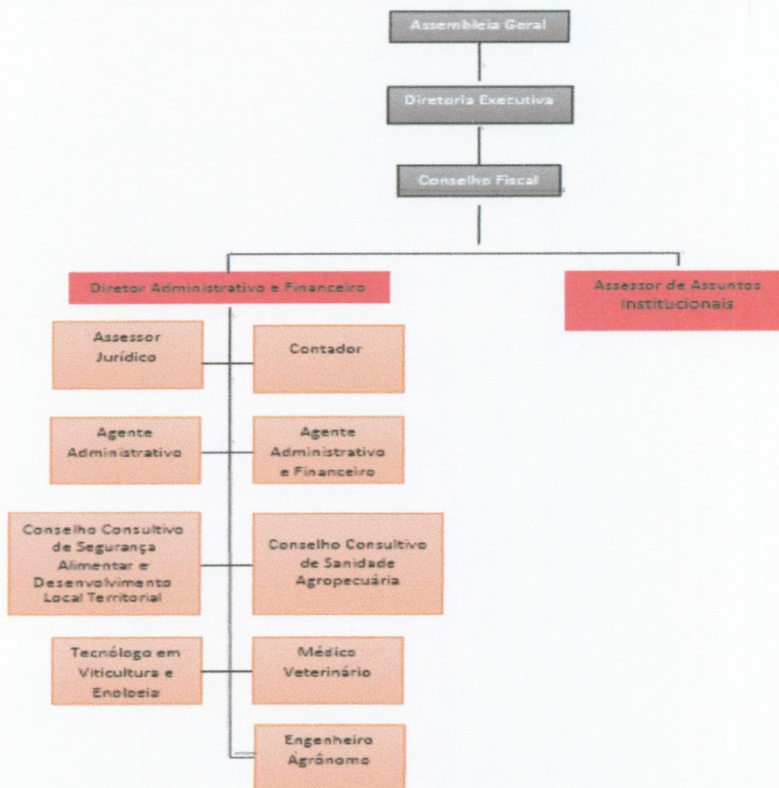 Assembleia Geral
Diretoria Executiva
Conselho Fiscal
Diretor Administrativo e Financeiro
Assessor de Assuntos
Institucionais
Assessor
Jurídico
Contador
Agente
Administrativo
Agente
Administrativo
e Financeiro
Conselho Consultivo
de Segurança
Alimentar e
Desenvolvimento
Local Territorial
Conselho Consultivo
de Sanidade
Agropecuária
Tecnólogo em
Viticultura e
Enologia
Médico
Veterinário
Engenheiro
Agrônomo